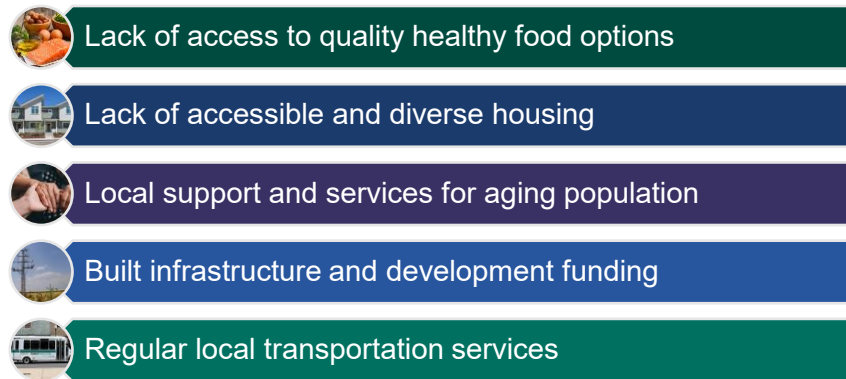 Lack of access to quality healthy food options
Lack of accessible and diverse housing
Local support and services for aging population
Built infrastructure and development funding
Regular local transportation services